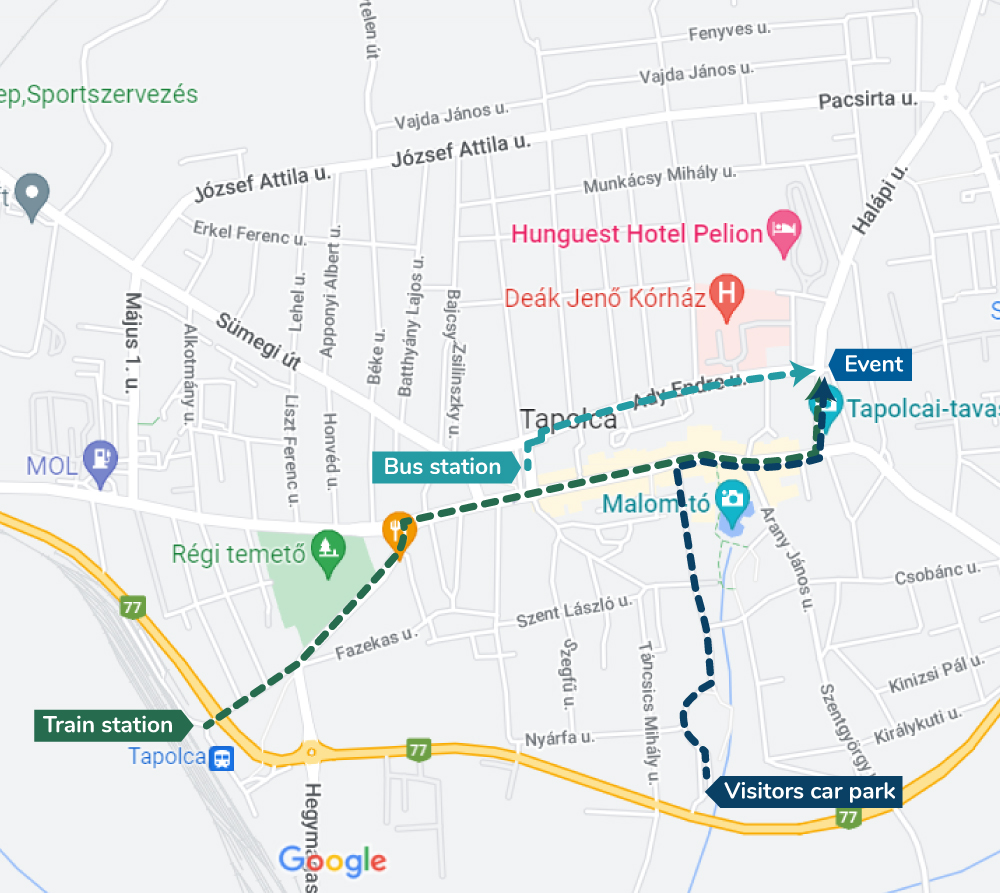 telen út
Fenyves u.
Vajda János u.
ep,Sportszervezés
Pacsirta u.
Vajda János u.
József Attila u.
József Attila u.
Munkácsy Mihály u.
Halápi u.
Erkel Ferenc u.
Hunguest Hotel Pelion
Deák Jenő Kórház
H
Május 1. u.
Alkotmány u.
Sümegi út
Lehel u.
Apponyi Albert u.
Béke u.
Batthyány Lajos u.
Bajcsy Zsilinszky u.
Liszt Ferenc u.
Honvéd u.
Ady Endre u.
Event
Tapolca
Tapolcai-tavas
MOL
Bus station
Malom-tó
Régi temető
Arany János u.
Csobánc u.
77
Szent László u.
Fazekas u.
Szegfű u.
Táncsics Mihály u.
Kinizsi Pál u.
Királykuti u.
Szentgyörgy
Train station
Tapolca
Nyárfa u.
77
Visitors car park
77
Hegymagas
Google